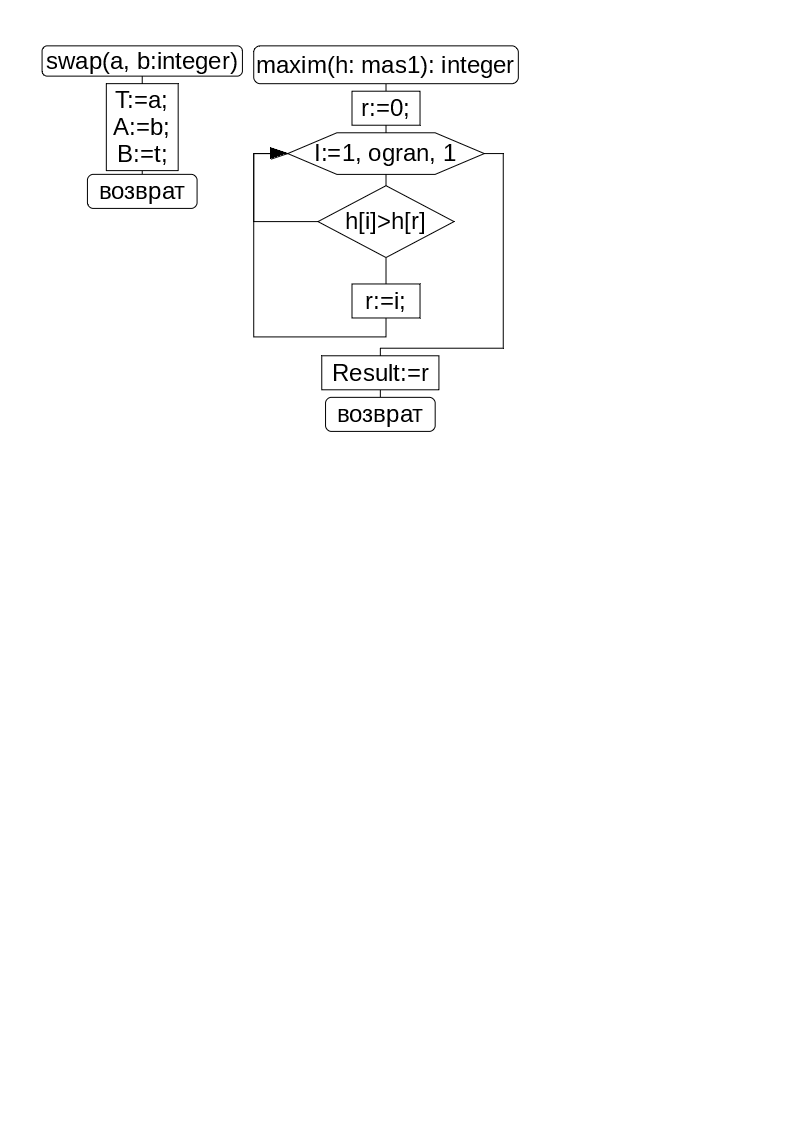 swap(a, b:integer)
T:=a;
A:=b;
B:=t;
возврат
maxim(h: mas1): integer
r:=0;
I:=1, ogran, 1
h[i]>h[r]
r:=i;
Result:=r
возврат